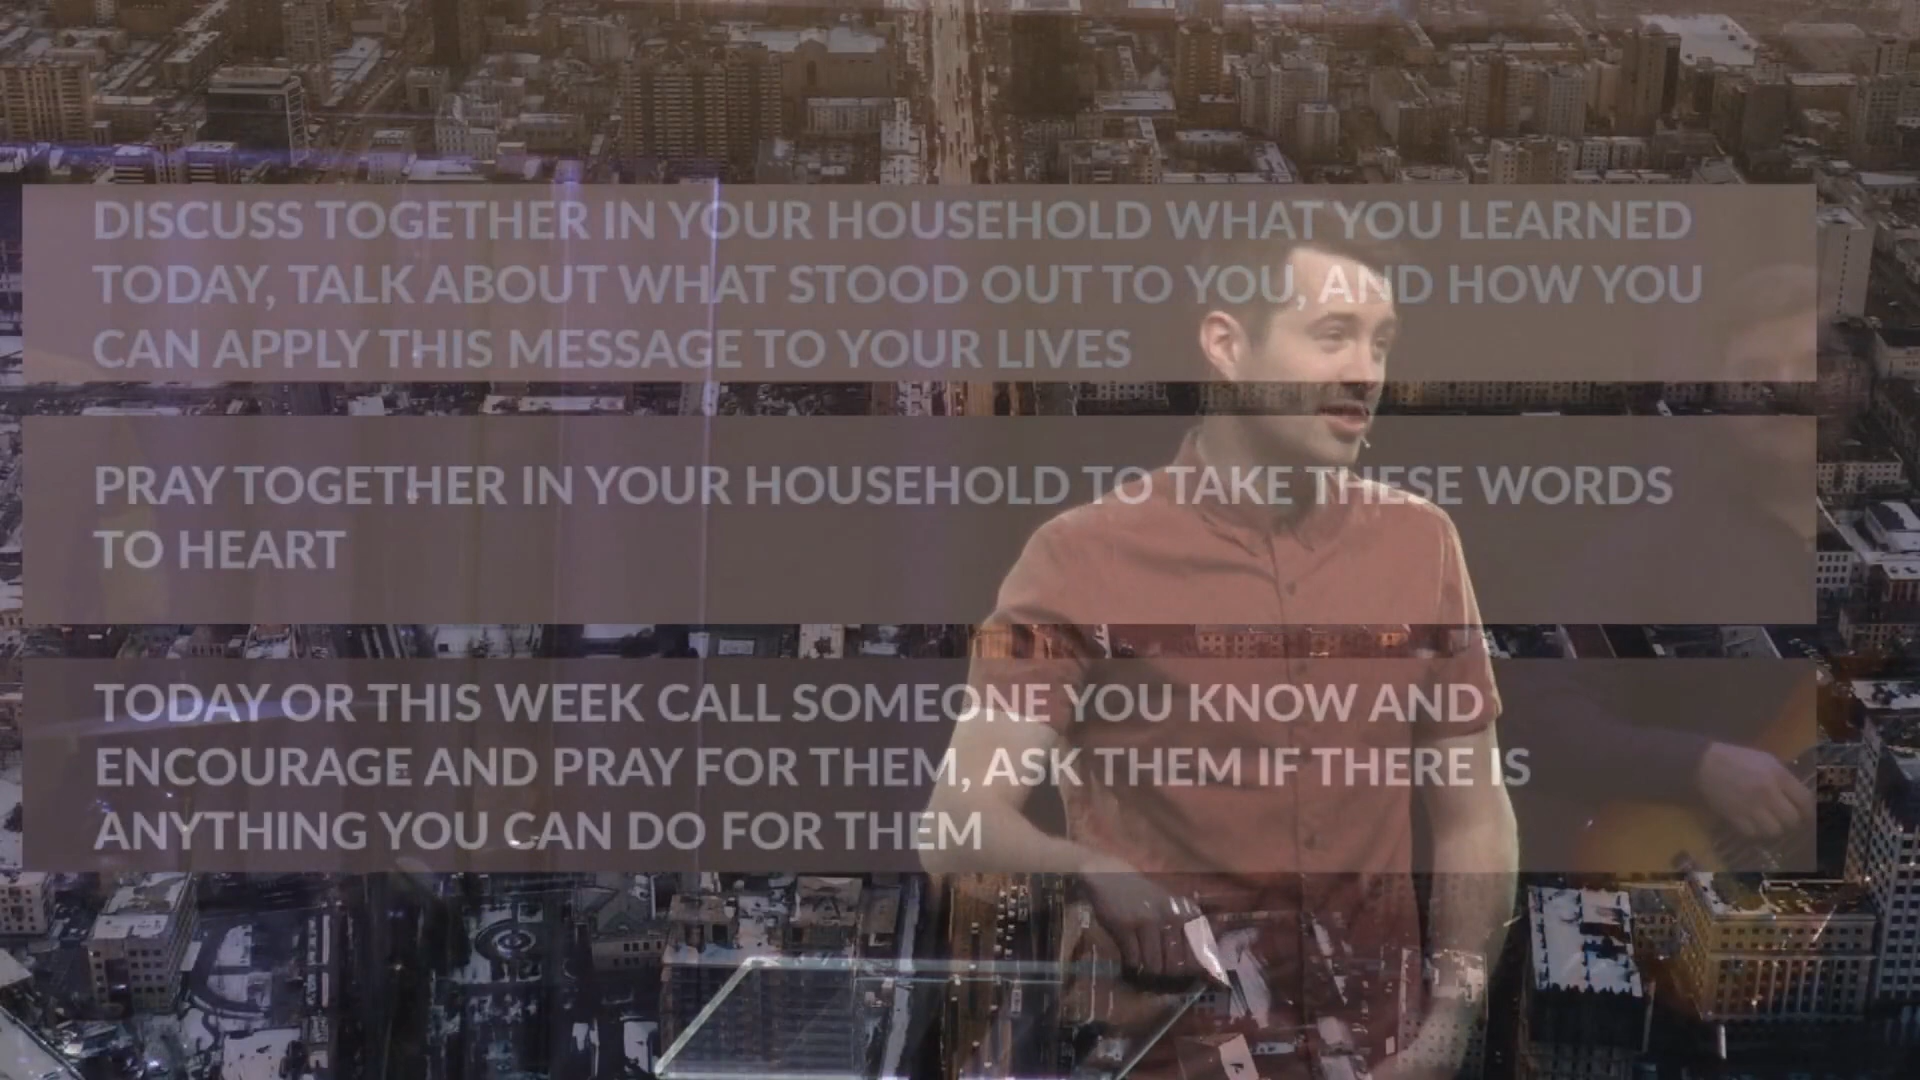 DISCUSS TOGETHER IN YOUR HOUSEHOLD WHAT YOU LEARNED
TODAY, TALK ABOUT WHAT STOOD OUT TO YOU, AND HOW YOU
CAN APPLY THIS MESSAGE TO YOUR LIVES
PRAY TOGETHER IN YOUR HOUSEHOLD TO TAKE THESE WORDS
TO HEART
TODAY OR THIS WEEK CALL SOMEONE YOU KNOW AND
ENCOURAGE AND PRAY FOR THEM, ASK THEM IF THERE IS
ANYTHING YOU CAN DO FOR THEM